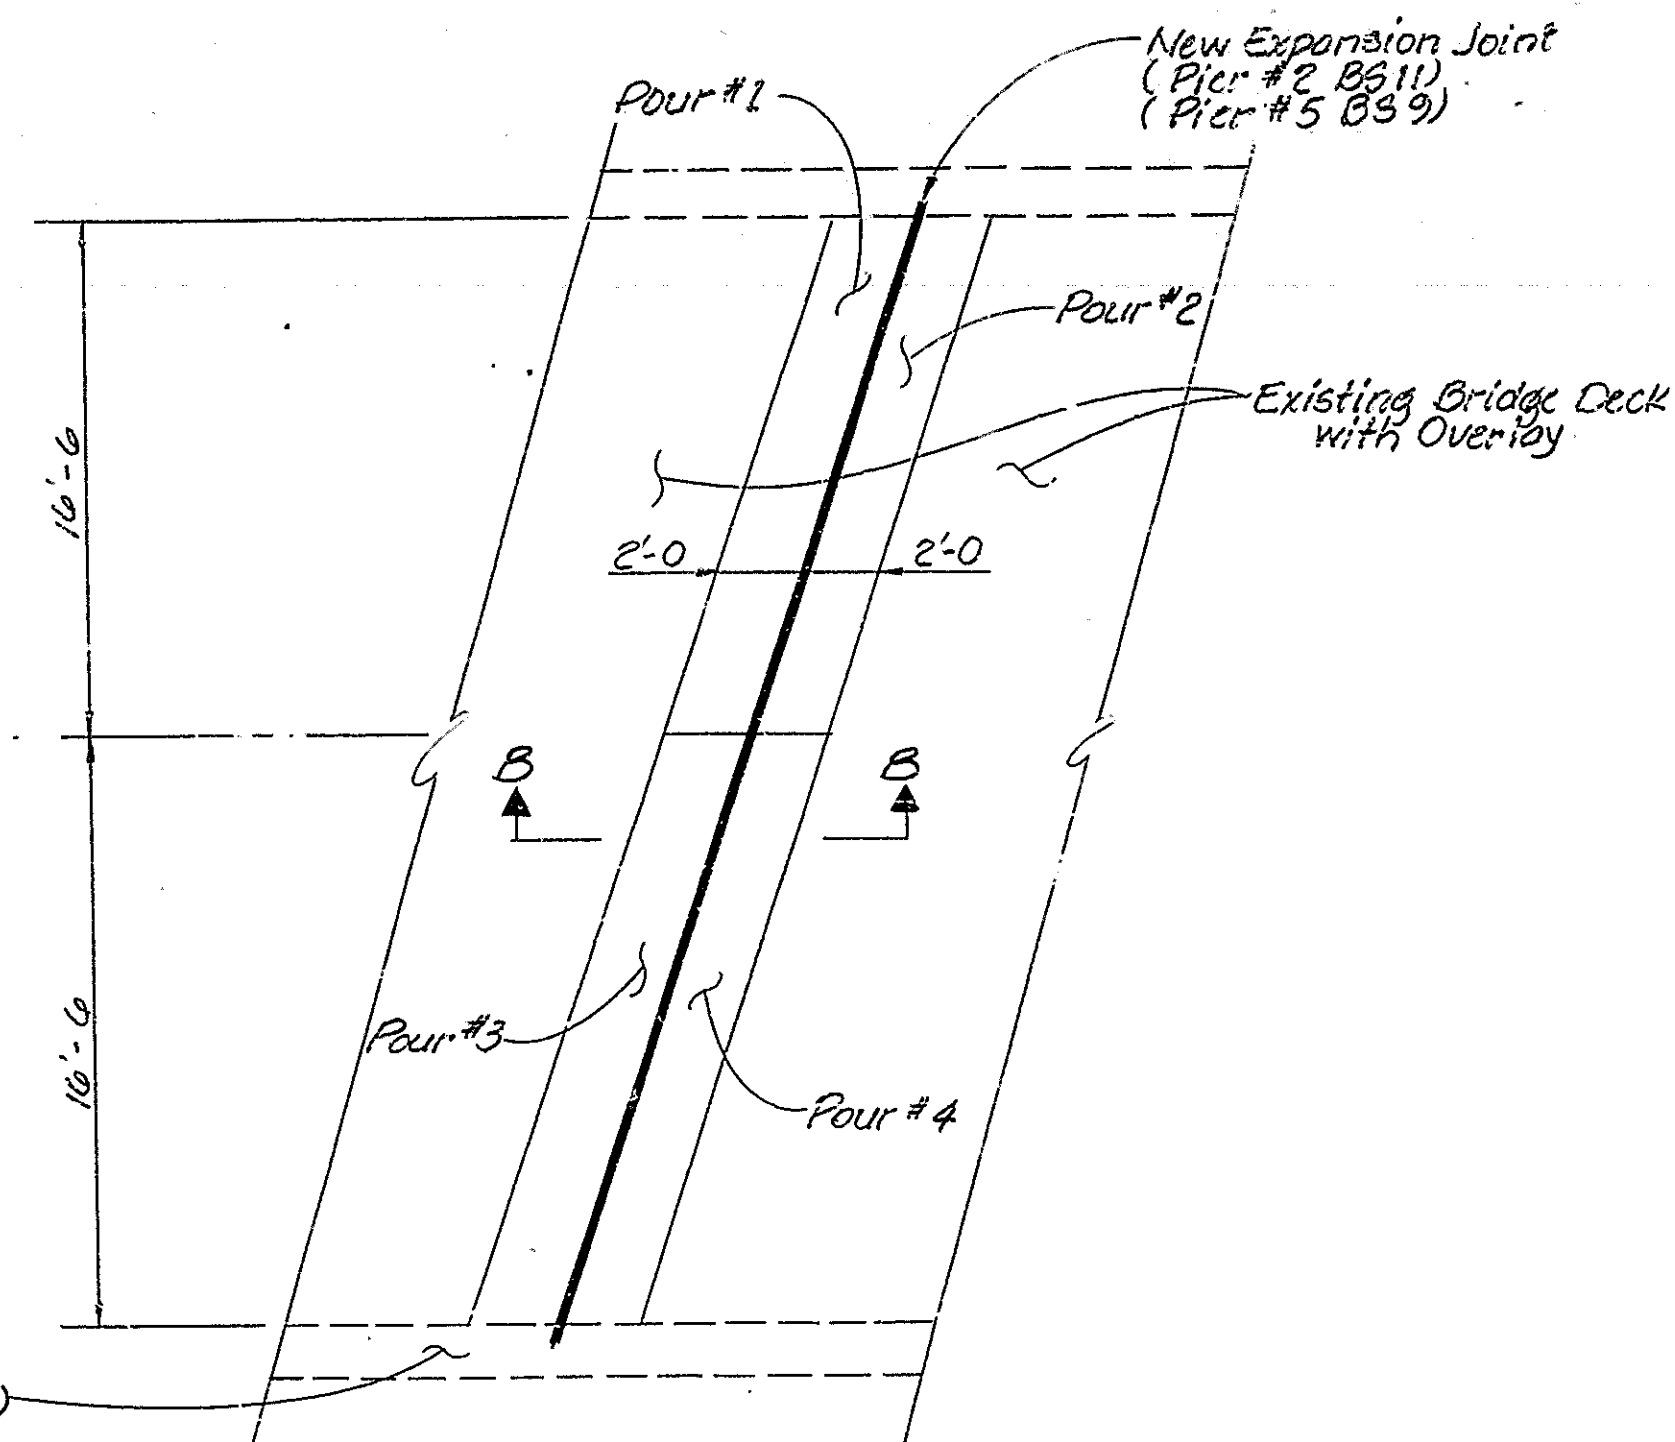 New Expansion Joint
(Pier #2 BS11)
(Pier #5 BS9)
Pour #1
Pour #2
Existing Bridge Deck
with Overlay
16'-6
2'-0
2'-0
B
B
16'-6
Pour #3
Pour #4
)